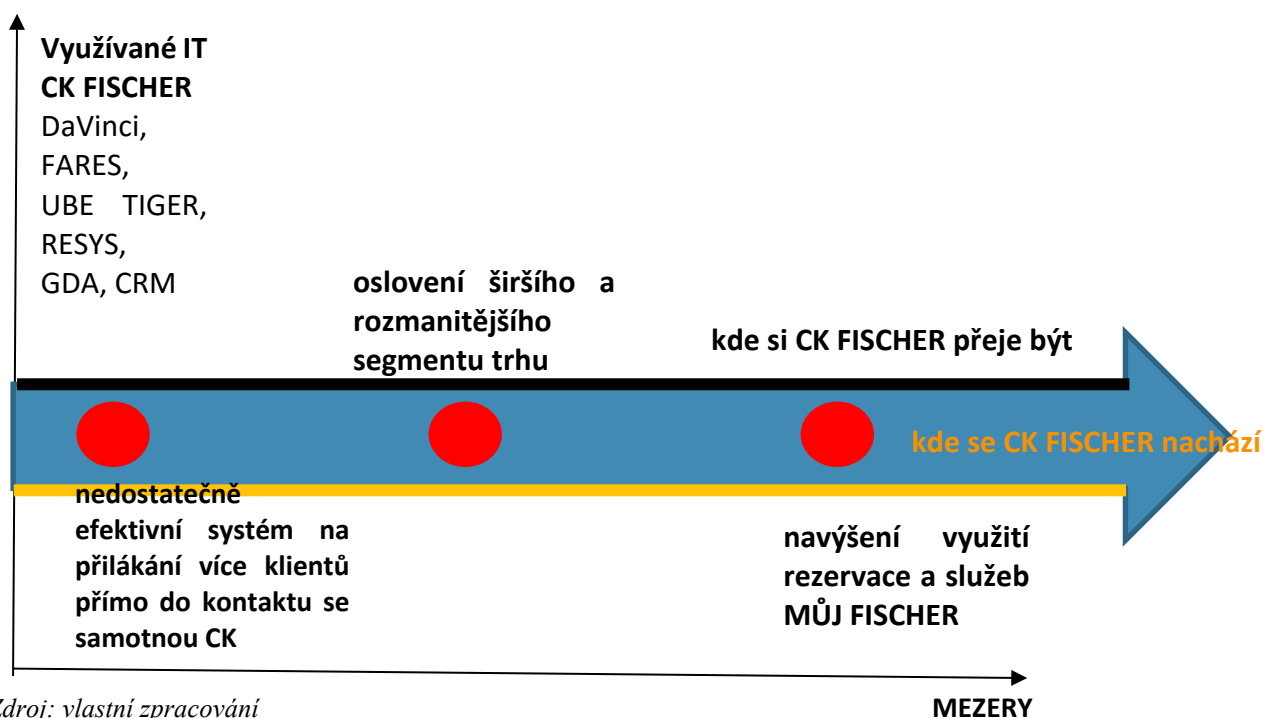 Využívané IT
CK FISCHER
DaVinci,
FARES,
UBE TIGER,
RESYS,
GDA, CRM
oslovení širšího a
rozmanitějšího
segmentu trhu
kde si CK FISCHER přeje být
kde se CK FISCHER nachází
nedostatečně
efektivní systém na
přilákání více klientů
přímo do kontaktu se
samotnou CK
navýšení využití
rezervace a služeb
MŮJ FISCHER
MEZERY
Zdroj: vlastní zpracování